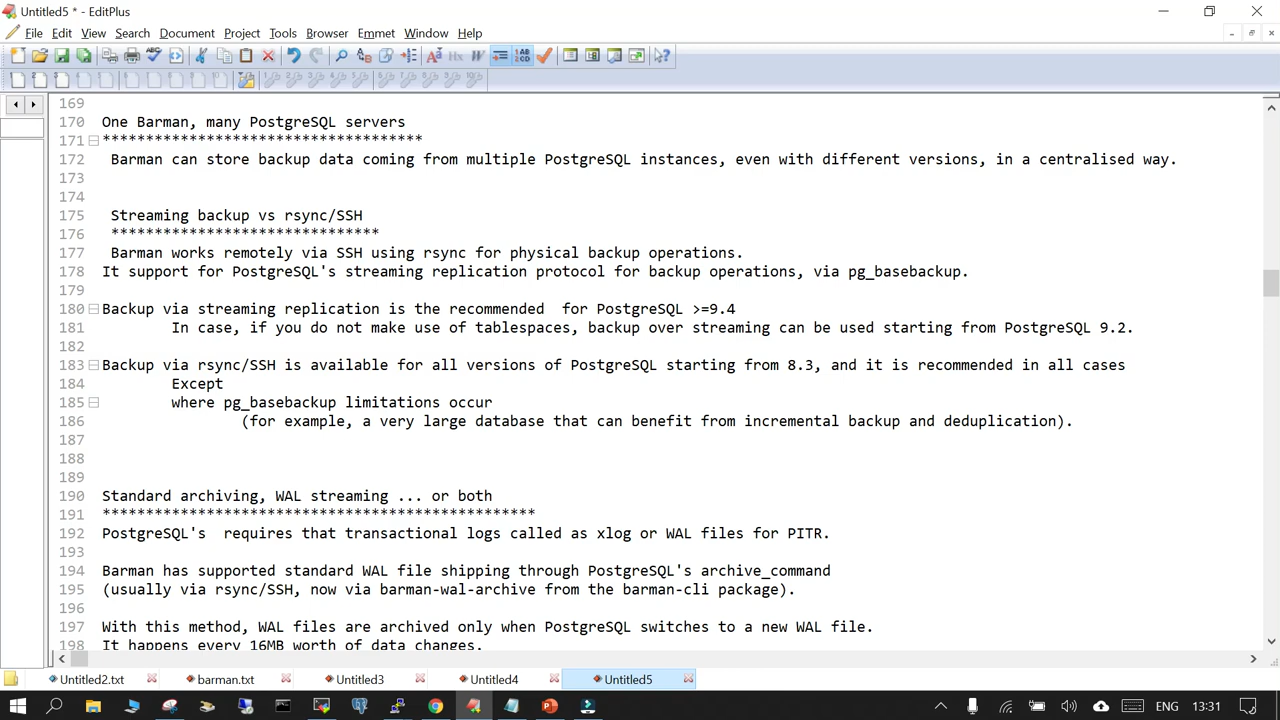 Untitled5 * - EditPlus
File Edit View Search Document Project Tools Browser Emmet Window Help
169
170 One Barman, many PostgreSQL servers
171 *************************************
172 Barman can store backup data coming from multiple PostgreSQL instances, even with different versions, in a centralised way.
173
174
175 Streaming backup vs rsync/SSH
176 *******************************
177 Barman works remotely via SSH using rsync for physical backup operations.
178 It support for PostgreSQL's streaming replication protocol for backup operations, via pg_basebackup.
179
180 Backup via streaming replication is the recommended  for PostgreSQL >=9.4
181 In case, if you do not make use of tablespaces, backup over streaming can be used starting from PostgreSQL 9.2.
182
183 Backup via rsync/SSH is available for all versions of PostgreSQL starting from 8.3, and it is recommended in all cases
184 Except
185 where pg_basebackup limitations occur
186 (for example, a very large database that can benefit from incremental backup and deduplication).
187
188
189
190 Standard archiving, WAL streaming ... or both
191 **************************************************
192 PostgreSQL's  requires that transactional logs called as xlog or WAL files for PITR.
193
194 Barman has supported standard WAL file shipping through PostgreSQL's archive_command
195 (usually via rsync/SSH, now via barman-wal-archive from the barman-cli package).
196
197 With this method, WAL files are archived only when PostgreSQL switches to a new WAL file.
198 It happens every 16MB worth of data changes.
Untitled2.txt barman.txt Untitled3 Untitled4 Untitled5
ENG 13:31